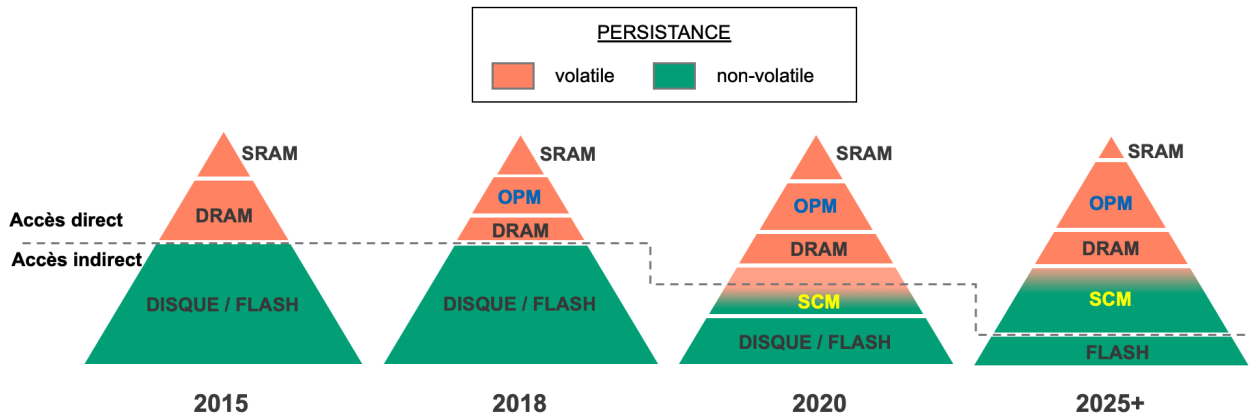 PERSISTANCE
volatile
non-volatile
SRAM
DRAM
DISQUE / FLASH
2015
SRAM
OPM
DRAM
DISQUE / FLASH
2018
SRAM
OPM
DRAM
SCM
DISQUE / FLASH
2020
SRAM
OPM
DRAM
SCM
FLASH
2025+
Accès direct
Accès indirect